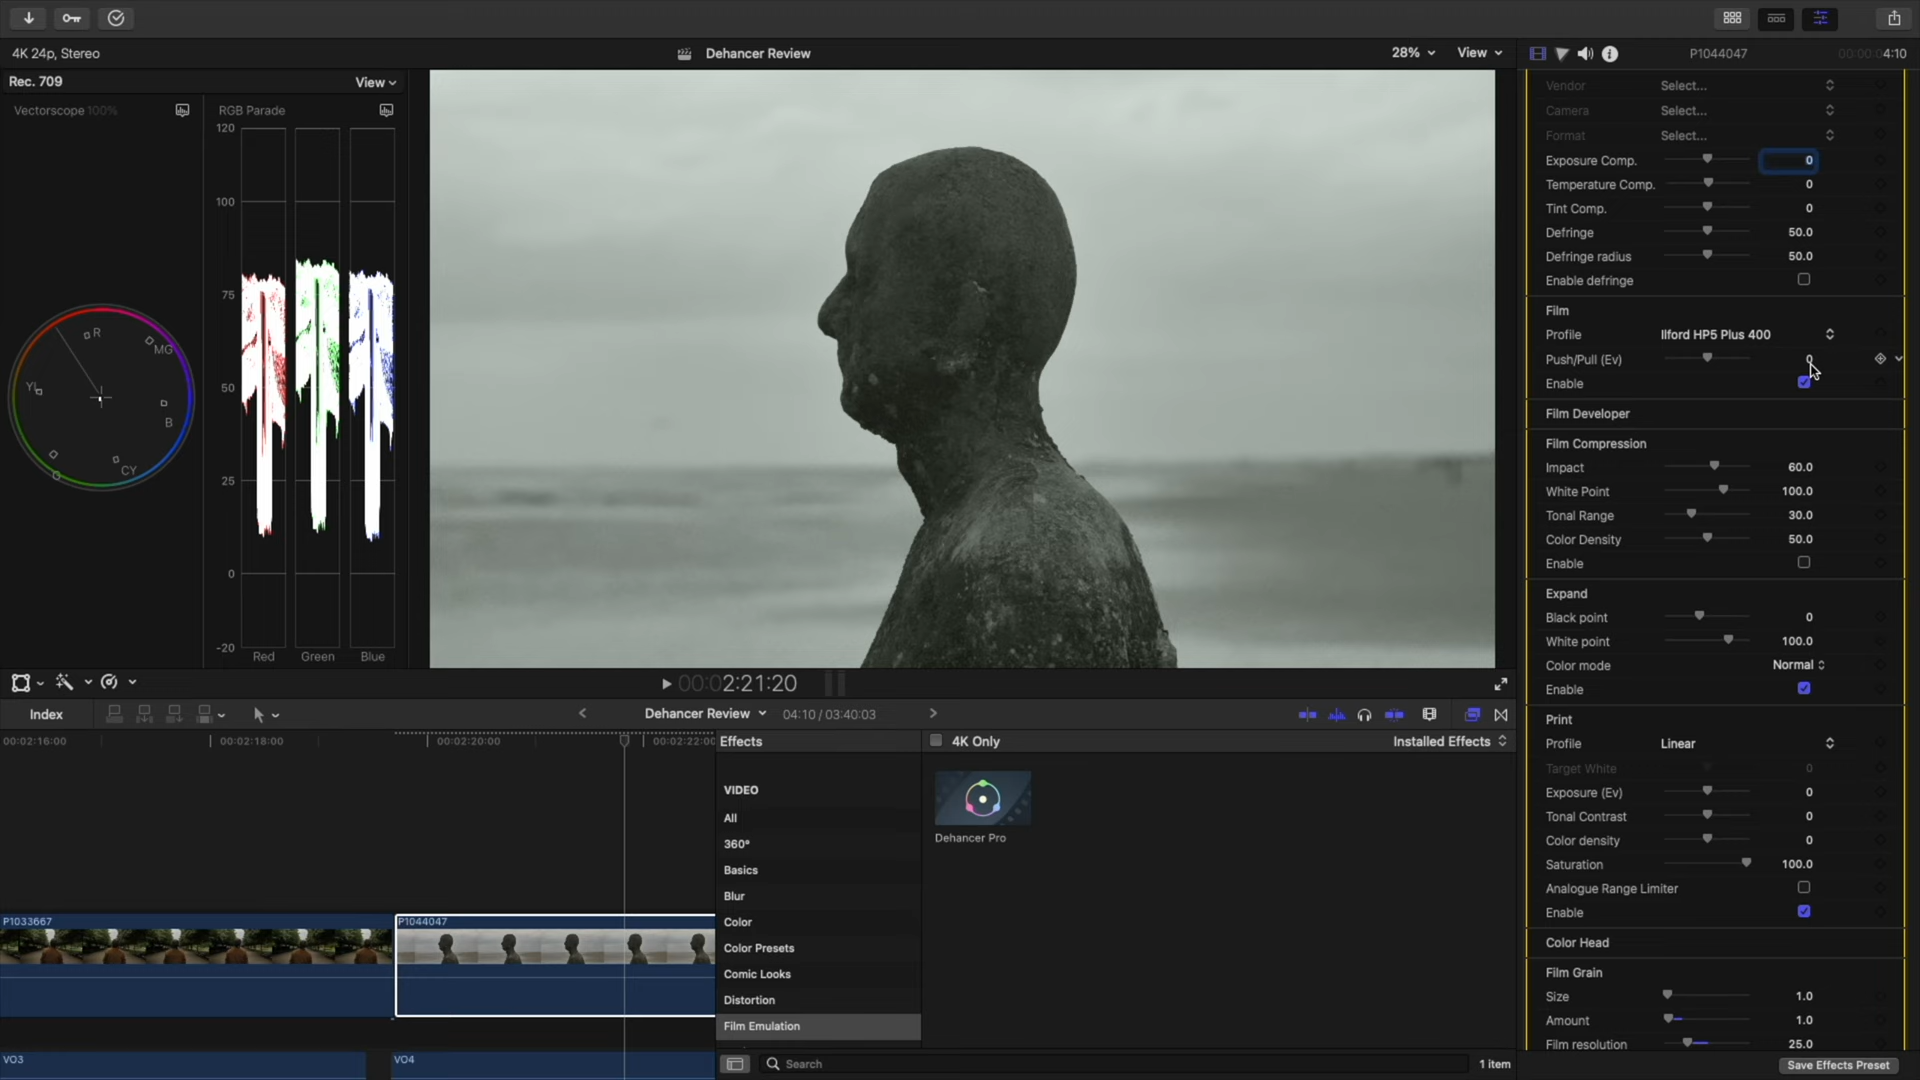 4K 24p, Stereo
Dehancer Review
28%
View
P1044047
00:00:04:10
Rec. 709
View
Vectorscope 100%
RGB Parade
120
100
75
50
25
0
-20
R
MG
B
CY
G
YL
Red
Green
Blue
Vendor
Select...
Camera
Select...
Format
Select...
Exposure Comp.
0
Temperature Comp.
0
Tint Comp.
0
Defringe
50.0
Defringe radius
50.0
Enable defringe
Film
Profile
Ilford HP5 Plus 400
Push/Pull (Ev)
0
Enable
Film Developer
Film Compression
Impact
60.0
White Point
100.0
Tonal Range
30.0
Color Density
50.0
Enable
Expand
Black point
0
White point
100.0
Color mode
Normal
Enable
Print
Profile
Linear
Target White
0
Exposure (Ev)
0
Tonal Contrast
0
Color density
0
Saturation
100.0
Analogue Range Limiter
Enable
Color Head
Film Grain
Size
1.0
Amount
1.0
Film resolution
25.0
Save Effects Preset
00:02:21:20
Index
Dehancer Review
04:10 / 03:40:03
00:02:16:00
00:02:18:00
00:02:20:00
00:02:22:00
P1033667
P1044047
VO3
VO4
Effects
4K Only
Installed Effects
VIDEO
All
360°
Basics
Blur
Color
Color Presets
Comic Looks
Distortion
Film Emulation
Dehancer Pro
Search
1 item